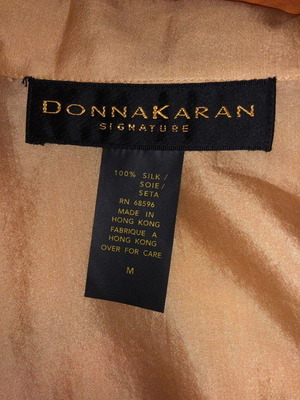 DONNAKARAN
SIGNATURE
100% SILK/
SOIE/
SETA
RN 68596
MADE IN
HONG KONG
FABRIQUE A
HONG KONG
OVER FOR CARE
M